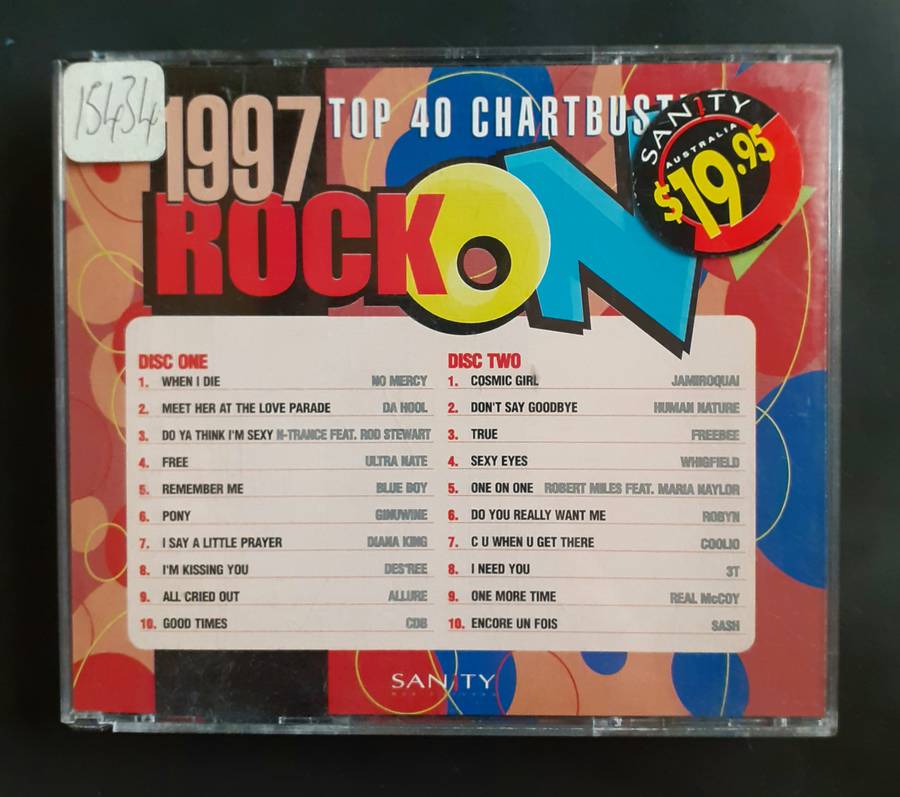 15434
1997
TOP 40 CHARTBUST
SANITY
AUSTRALIA
$19.95
ROCK ON
DISC ONE
1. WHEN I DIE NO MERCY
2. MEET HER AT THE LOVE PARADE DA HOOL
3. DO YA THINK I'M SEXY N-TRANCE FEAT. ROD STEWART
4. FREE ULTRA NATE
5. REMEMBER ME BLUE BOY
6. PONY GINUWINE
7. I SAY A LITTLE PRAYER DIANA KING
8. I'M KISSING YOU DES'REE
9. ALL CRIED OUT ALLURE
10. GOOD TIMES CDB
DISC TWO
1. COSMIC GIRL JAMIROQUAI
2. DON'T SAY GOODBYE HUMAN NATURE
3. TRUE FREEBEE
4. SEXY EYES WHIGFIELD
5. ONE ON ONE ROBERT MILES FEAT. MARIA NAYLOR
6. DO YOU REALLY WANT ME ROBYN
7. C U WHEN U GET THERE COOLIO
8. I NEED YOU 3T
9. ONE MORE TIME REAL McCOY
10. ENCORE UN FOIS SASH
SANITY